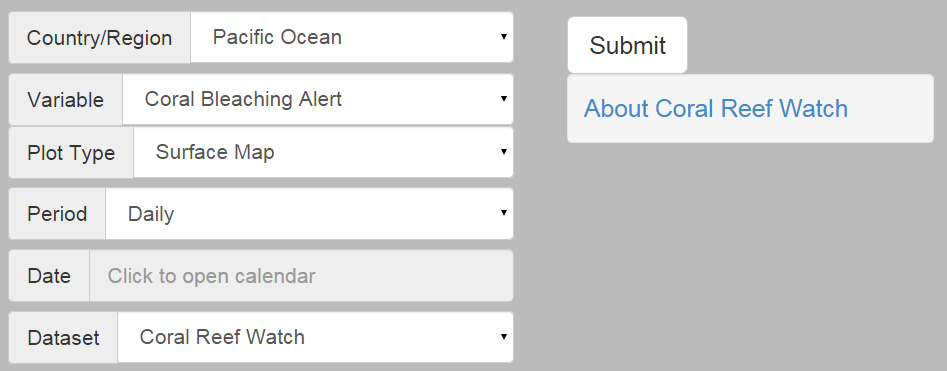 Country/Region Pacific Ocean
Variable Coral Bleaching Alert
Plot Type Surface Map
Period Daily
Date Click to open calendar
Dataset Coral Reef Watch
Submit
About Coral Reef Watch